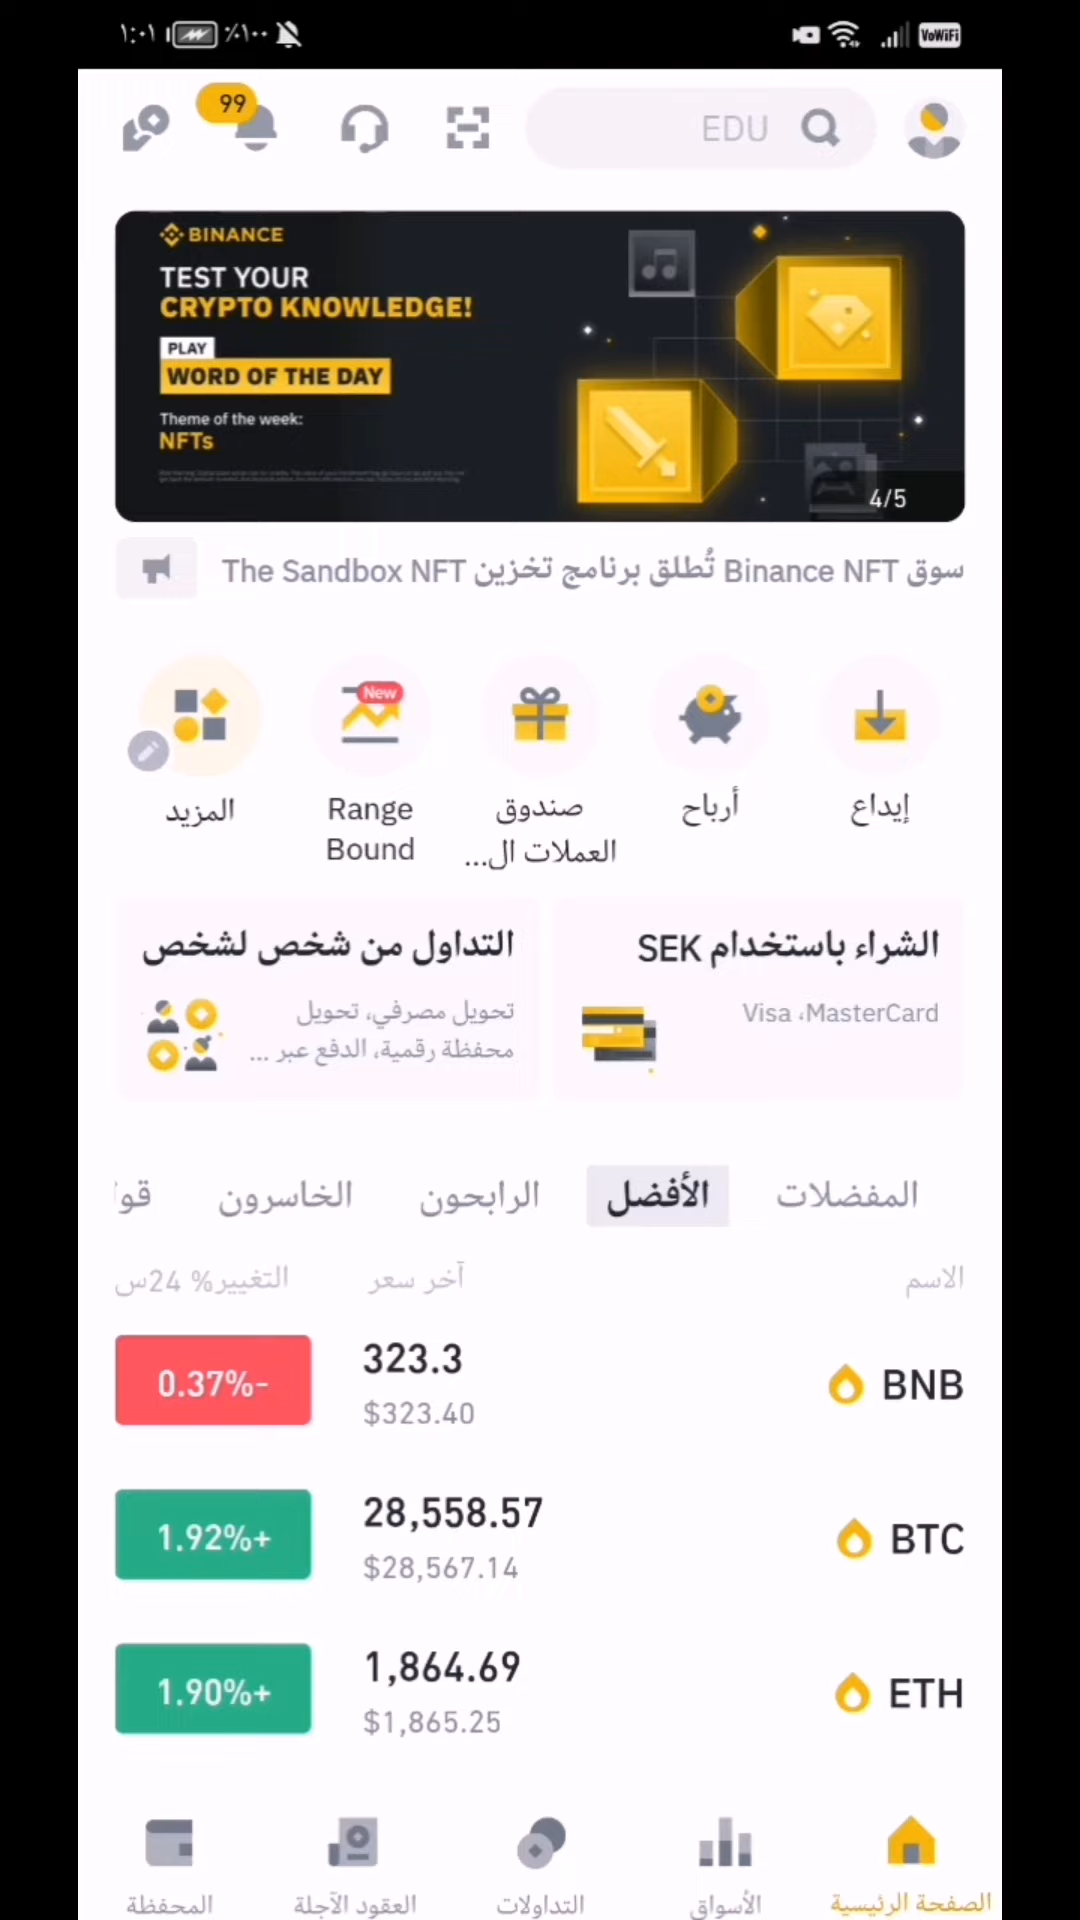 ١:٠١ ٪١٠٠ VoWiFi
99
EDU
BINANCE
TEST YOUR
CRYPTO KNOWLEDGE!
PLAY
WORD OF THE DAY
Theme of the week:
NFTs
4/5
سوق Binance NFT تُطلق برنامج تخزين The Sandbox NFT
إيداع
أرباح
صندوق
العملات ال...
New
Range
Bound
المزيد
الشراء باستخدام SEK
Visa ،MasterCard
التداول من شخص لشخص
تحويل مصرفي، تحويل
محفظة رقمية، الدفع عبر ...
المفضلات الأفضل الرابحون الخاسرون
الاسم آخر سعر التغيير% 24س
BNB 323.3 0.37%-
$323.40
BTC 28,558.57 1.92%+
$28,567.14
ETH 1,864.69 1.90%+
$1,865.25
الصفحة الرئيسية الأسواق التداولات العقود الآجلة المحفظة